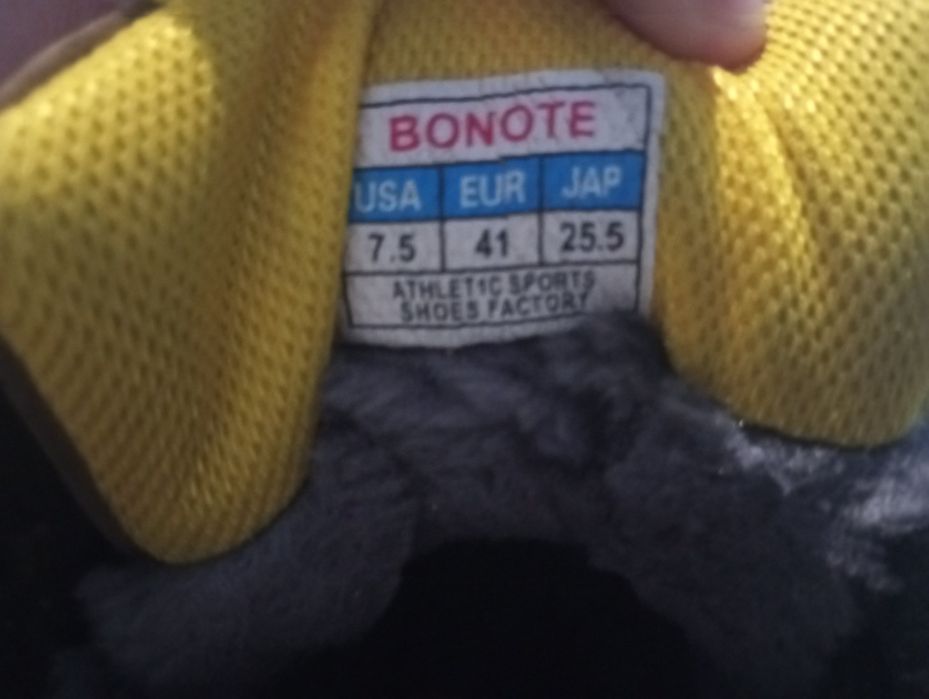 BONOTE
USA EUR JAP
7.5 41 25.5
ATHLETIC SPORTS
SHOES FACTORY